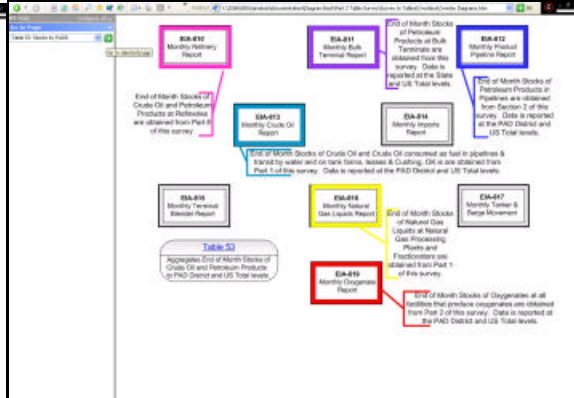 EIA-810
Monthly Refinery
Report
EIA-811
Monthly Bulk
Terminal Report
EIA-812
Monthly Product
Pipeline Report
End of Month Stocks
of Petroleum
Products at Bulk
Terminals are
obtained from this
survey. Data is
reported at the State
and US Total levels.
End of Month Stocks of
Petroleum Products in
Pipelines are obtained
from Section 2 of this
survey. Data is reported
at the PAD District and
US Total levels.
End of Month Stocks of
Crude Oil and Petroleum
Products at Refineries
are obtained from Part 8
of this survey.
EIA-813
Monthly Crude Oil
Report
EIA-814
Monthly Imports
Report
End of Month Stocks of Crude Oil and Crude Oil consumed as fuel in pipelines &
transit by water and on tank farms, leases & Cushing, OK are obtained from
Part 1 of this survey. Data is reported at the PAD District and US Total levels.
EIA-815
Monthly Terminal
Blender Report
EIA-816
Monthly Natural
Gas Liquids Report
EIA-817
Monthly Tanker &
Barge Movement
End of Month Stocks
of Natural Gas
Liquids at Natural
Gas Processing
Plants and
Fractionators are
obtained from Part 1
of this survey.
Table 53
Aggregates End of Month Stocks of
Crude Oil and Petroleum Products
to PAD District and US Total levels.
EIA-819
Monthly Oxygenate
Report
End of Month Stocks of Oxygenates at all
facilities that produce oxygenates are obtained
from Part 2 of this survey. Data is reported at
the PAD District and US Total levels.